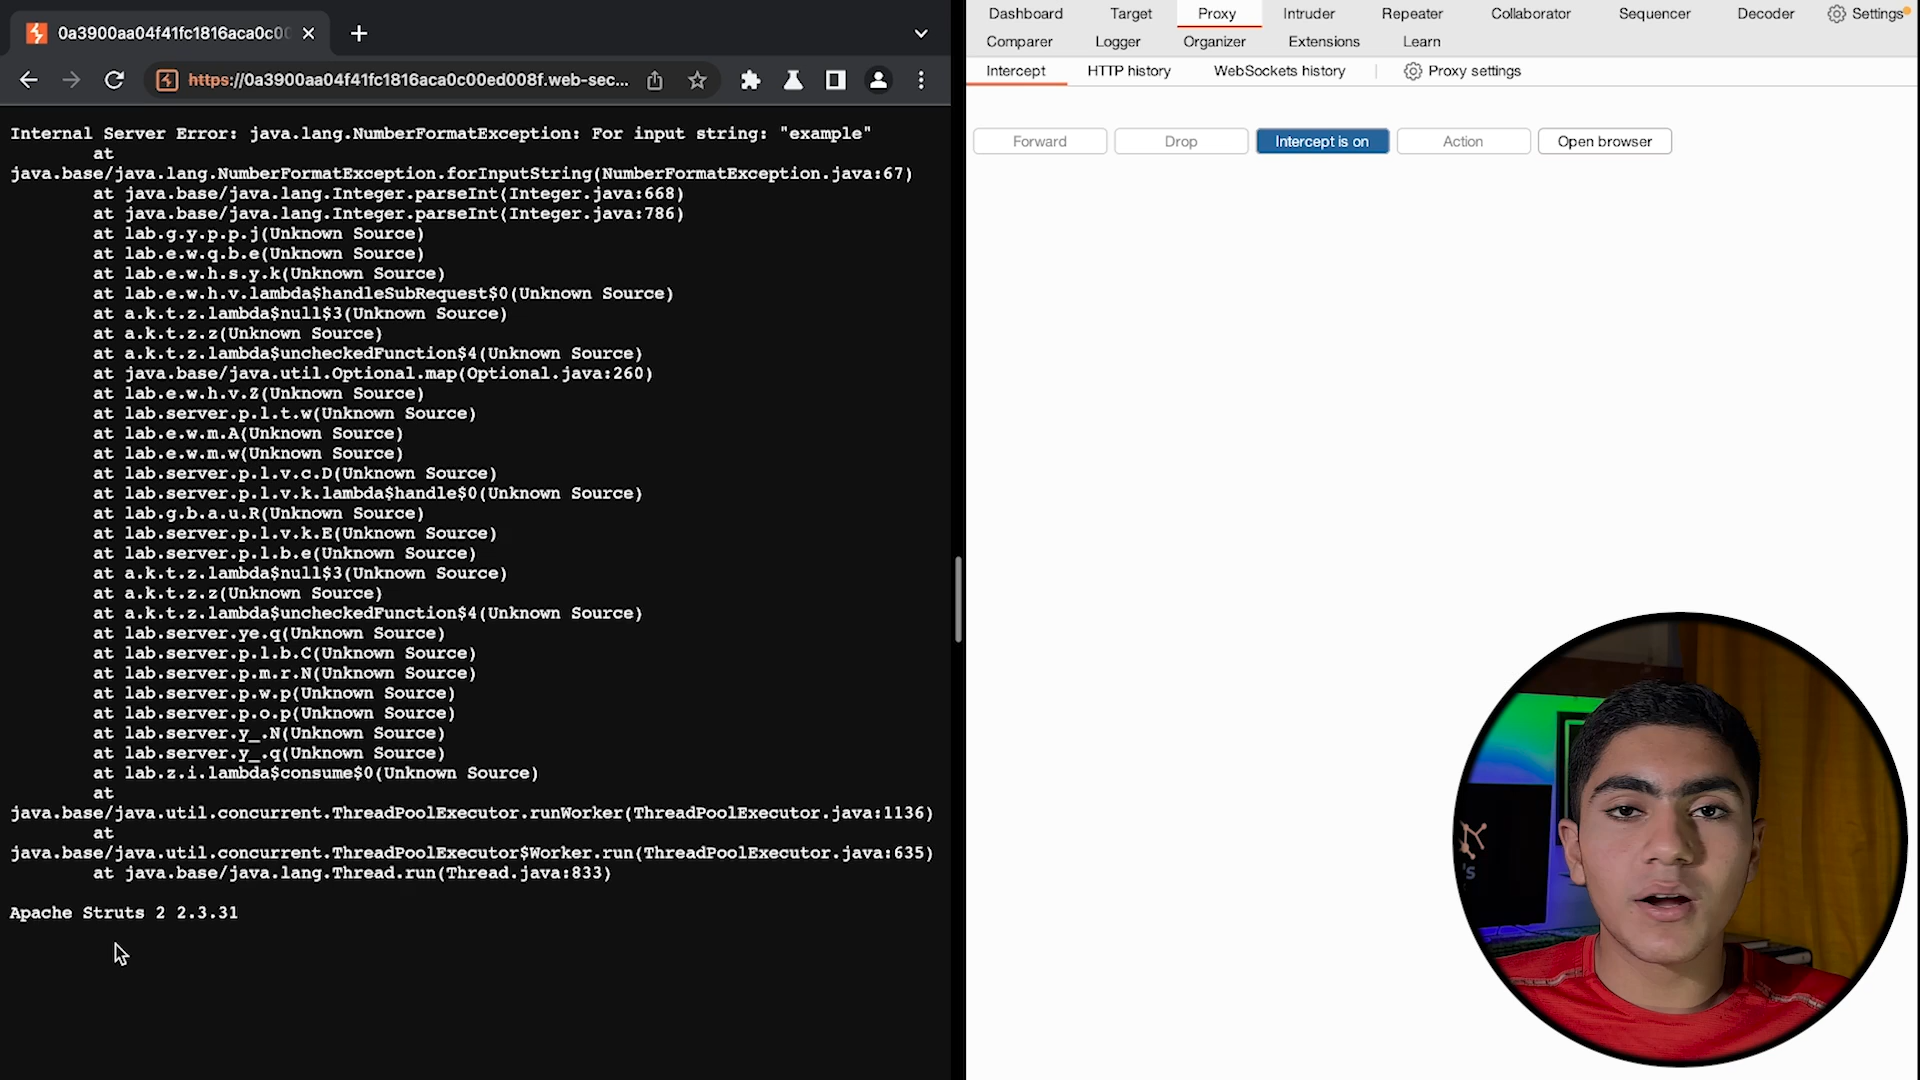 0a3900aa04f41fc1816aca0c00
https://0a3900aa04f41fc1816aca0c00ed008f.web-sec...
Internal Server Error: java.lang.NumberFormatException: For input string: "example"
at
java.base/java.lang.NumberFormatException.forInputString(NumberFormatException.java:67)
at java.base/java.lang.Integer.parseInt(Integer.java:668)
at java.base/java.lang.Integer.parseInt(Integer.java:786)
at lab.g.y.p.p.j(Unknown Source)
at lab.e.w.q.b.e(Unknown Source)
at lab.e.w.h.s.y.k(Unknown Source)
at lab.e.w.h.v.lambda$handleSubRequest$0(Unknown Source)
at a.k.t.z.lambda$null$3(Unknown Source)
at a.k.t.z.z(Unknown Source)
at a.k.t.z.lambda$uncheckedFunction$4(Unknown Source)
at java.base/java.util.Optional.map(Optional.java:260)
at lab.e.w.h.v.Z(Unknown Source)
at lab.server.p.l.t.w(Unknown Source)
at lab.e.w.m.A(Unknown Source)
at lab.e.w.m.w(Unknown Source)
at lab.server.p.l.v.c.D(Unknown Source)
at lab.server.p.l.v.k.lambda$handle$0(Unknown Source)
at lab.g.b.a.u.R(Unknown Source)
at lab.server.p.l.v.k.E(Unknown Source)
at lab.server.p.l.b.e(Unknown Source)
at a.k.t.z.lambda$null$3(Unknown Source)
at a.k.t.z.z(Unknown Source)
at a.k.t.z.lambda$uncheckedFunction$4(Unknown Source)
at lab.server.ye.q(Unknown Source)
at lab.server.p.l.b.C(Unknown Source)
at lab.server.p.m.r.N(Unknown Source)
at lab.server.p.w.p(Unknown Source)
at lab.server.p.o.p(Unknown Source)
at lab.server.y_.N(Unknown Source)
at lab.server.y_.q(Unknown Source)
at lab.z.i.lambda$consume$0(Unknown Source)
at
java.base/java.util.concurrent.ThreadPoolExecutor.runWorker(ThreadPoolExecutor.java:1136)
at
java.base/java.util.concurrent.ThreadPoolExecutor$Worker.run(ThreadPoolExecutor.java:635)
at java.base/java.lang.Thread.run(Thread.java:833)
Apache Struts 2 2.3.31
Dashboard Target Proxy Intruder Repeater Collaborator Sequencer Decoder Settings
Comparer Logger Organizer Extensions Learn
Intercept HTTP history WebSockets history Proxy settings
Forward Drop Intercept is on Action Open browser
's